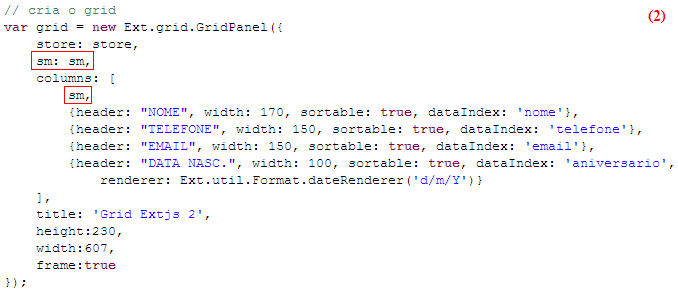 // cria o grid
(2)
var grid = new Ext.grid.GridPanel({
    store: store,
    sm: sm,
    columns: [
        sm,
        {header: "NOME", width: 170, sortable: true, dataIndex: 'nome'},
        {header: "TELEFONE", width: 150, sortable: true, dataIndex: 'telefone'},
        {header: "EMAIL", width: 150, sortable: true, dataIndex: 'email'},
        {header: "DATA NASC.", width: 100, sortable: true, dataIndex: 'aniversario',
            renderer: Ext.util.Format.dateRenderer('d/m/Y')}
    ],
    title: 'Grid Extjs 2',
    height:230,
    width:607,
    frame:true
});